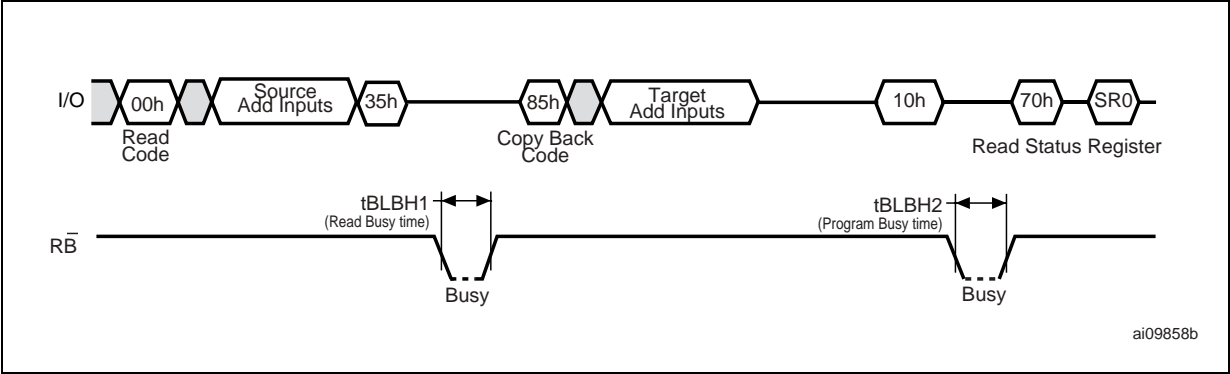 I/O
00h
Source
Add Inputs
35h
85h
Target
Add Inputs
10h
70h
SR0
Read
Code
Copy Back
Code
Read Status Register
tBLBH1
(Read Busy time)
tBLBH2
(Program Busy time)
RB̅
Busy
Busy
ai09858b